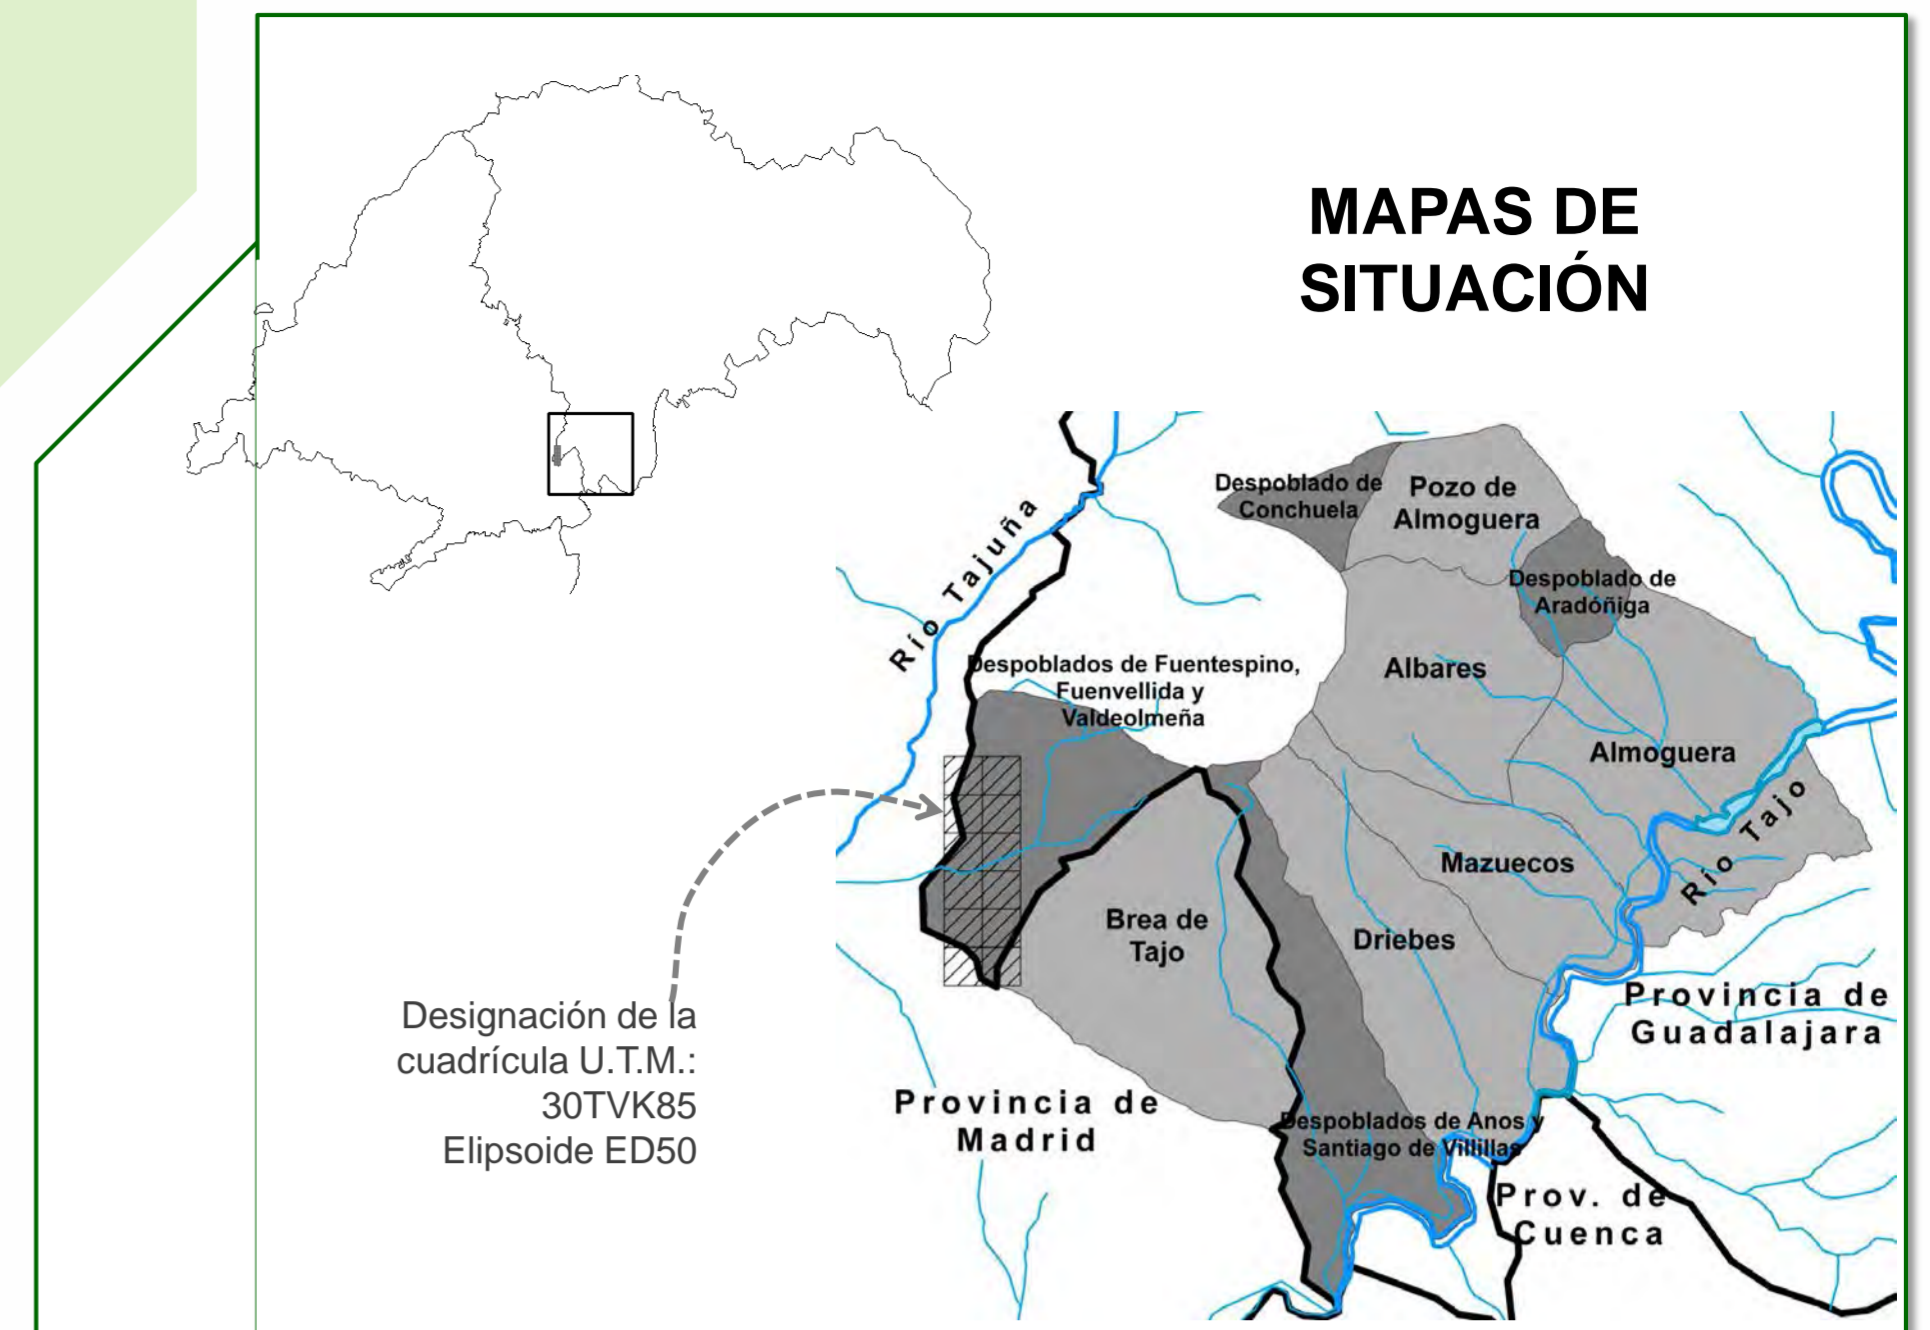 MAPAS DE
SITUACIÓN
Despoblado de
Conchuela
Pozo de
Almoguera
Río Tajuña
Despoblado de
Aradóñiga
Despoblados de Fuentespino,
Fuenvellida y
Valdeolmeña
Albares
Almoguera
Río Tajo
Mazuecos
Brea de
Tajo
Driebes
Provincia de
Guadalajara
Designación de la
cuadrícula U.T.M.:
30TVK85
Elipsoide ED50
Provincia de
Madrid
Despoblados de Anos y
Santiago de Villillas
Prov. de
Cuenca